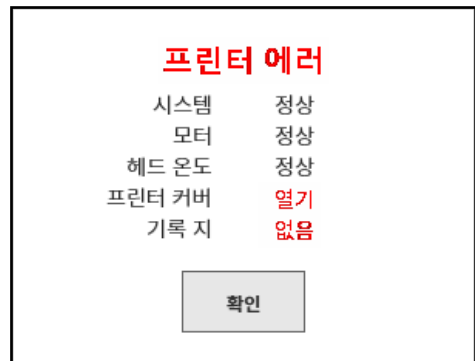 프린터 에러
시스템 정상
모터 정상
헤드 온도 정상
프린터 커버 열기
기록 지 없음
확인